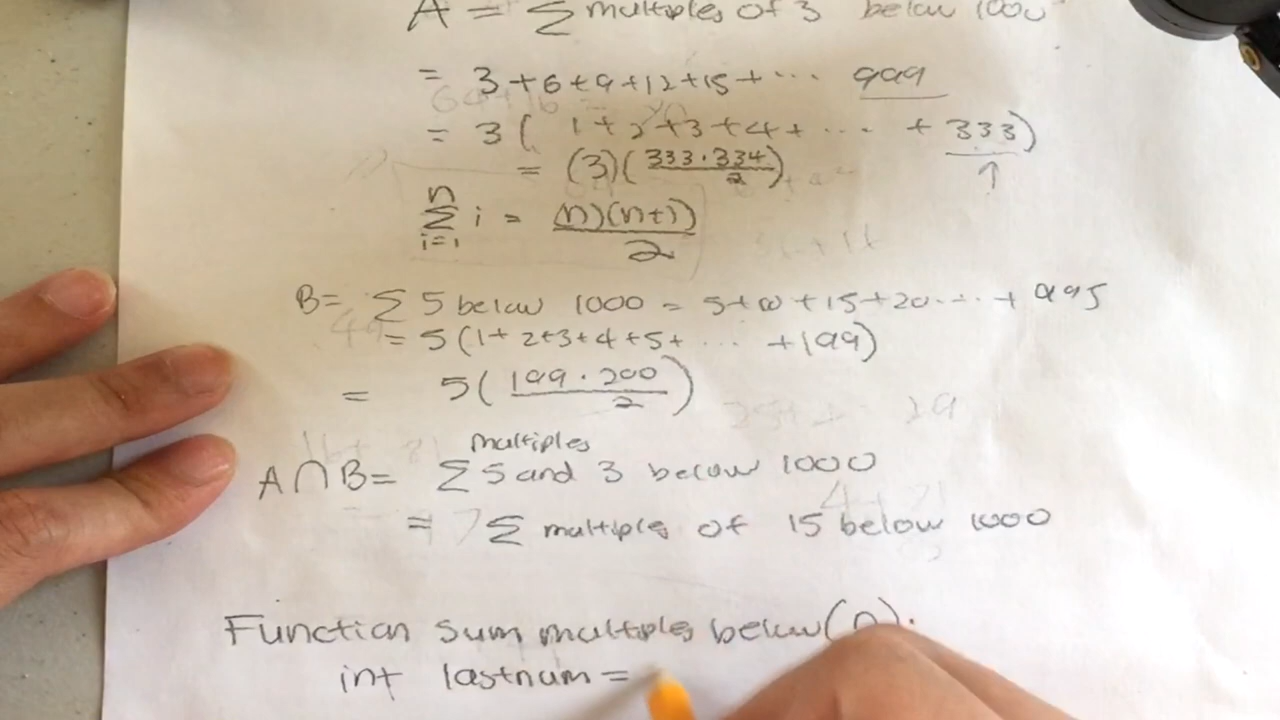 A = ∑ multiples of 3 below 1000
= 3+6+9+12+15+ ... 999
= 3( 1+2+3+4+ ... + 333)
= (3)(333·334/2) ↑
n
∑ i = (n)(n+1)/2
i=1
B= ∑ 5 below 1000 = 5+10+15+20...+ 995
= 5(1+2+3+4+5+ ... +199)
= 5(199·200/2)
multiples
A∩B= ∑ 5 and 3 below 1000
= ∑ multiples of 15 below 1000
Function sum multiples below(n):
int lastnum =